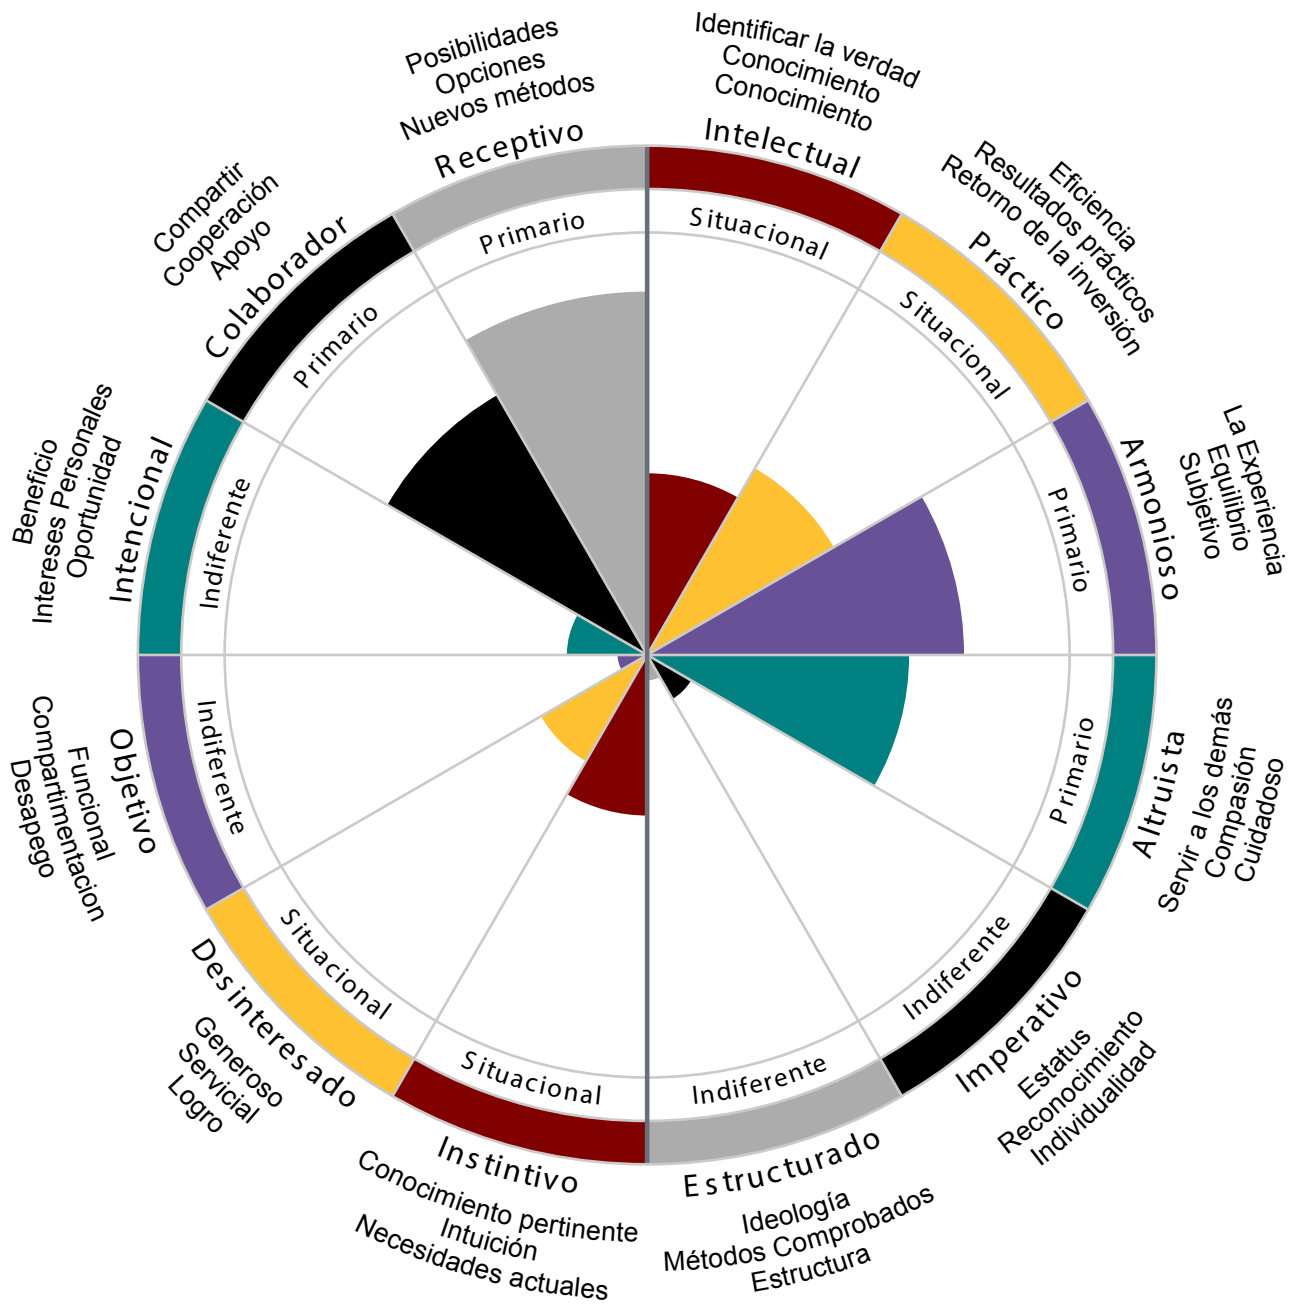 Identificar la verdad
Conocimiento
Conocimiento
Intelectual
Situacional
Eficiencia
Resultados prácticos
Retorno de la inversión
Práctico
Situacional
La Experiencia
Equilibrio
Subjetivo
Armonioso
Primario
Altruista
Primario
Servir a los demás
Compasión
Cuidadoso
Imperativo
Indiferente
Estatus
Reconocimiento
Individualidad
Indiferente
Estructurado
Ideología
Métodos Comprobados
Estructura
Situacional
Instintivo
Conocimiento pertinente
Intuición
Necesidades actuales
Situacional
Desinteresado
Generoso
Servicial
Logro
Indiferente
Objetivo
Funcional
Compartimentacion
Desapego
Beneficio
Intereses Personales
Oportunidad
Intencional
Indiferente
Compartir
Cooperación
Apoyo
Colaborador
Primario
Posibilidades
Opciones
Nuevos métodos
Receptivo
Primario